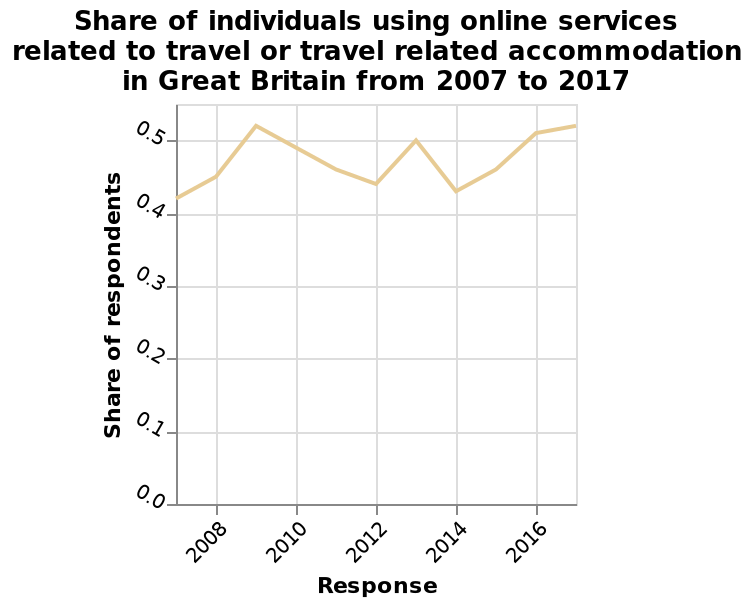 Share of individuals using online services
related to travel or travel related accommodation
in Great Britain from 2007 to 2017
Share of respondents
0.5
0.4
0.3
0.2
0.1
0.0
2008
2010
2012
2014
2016
Response